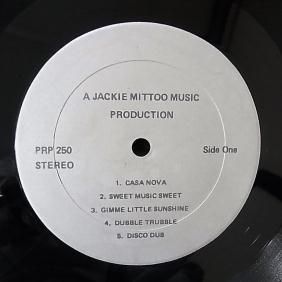 A JACKIE MITTOO MUSIC
PRODUCTION
PRP 250
STEREO
Side One
1. CASA NOVA
2. SWEET MUSIC SWEET
3. GIMME LITTLE SUNSHINE
4. DUBBLE TRUBBLE
5. DISCO DUB